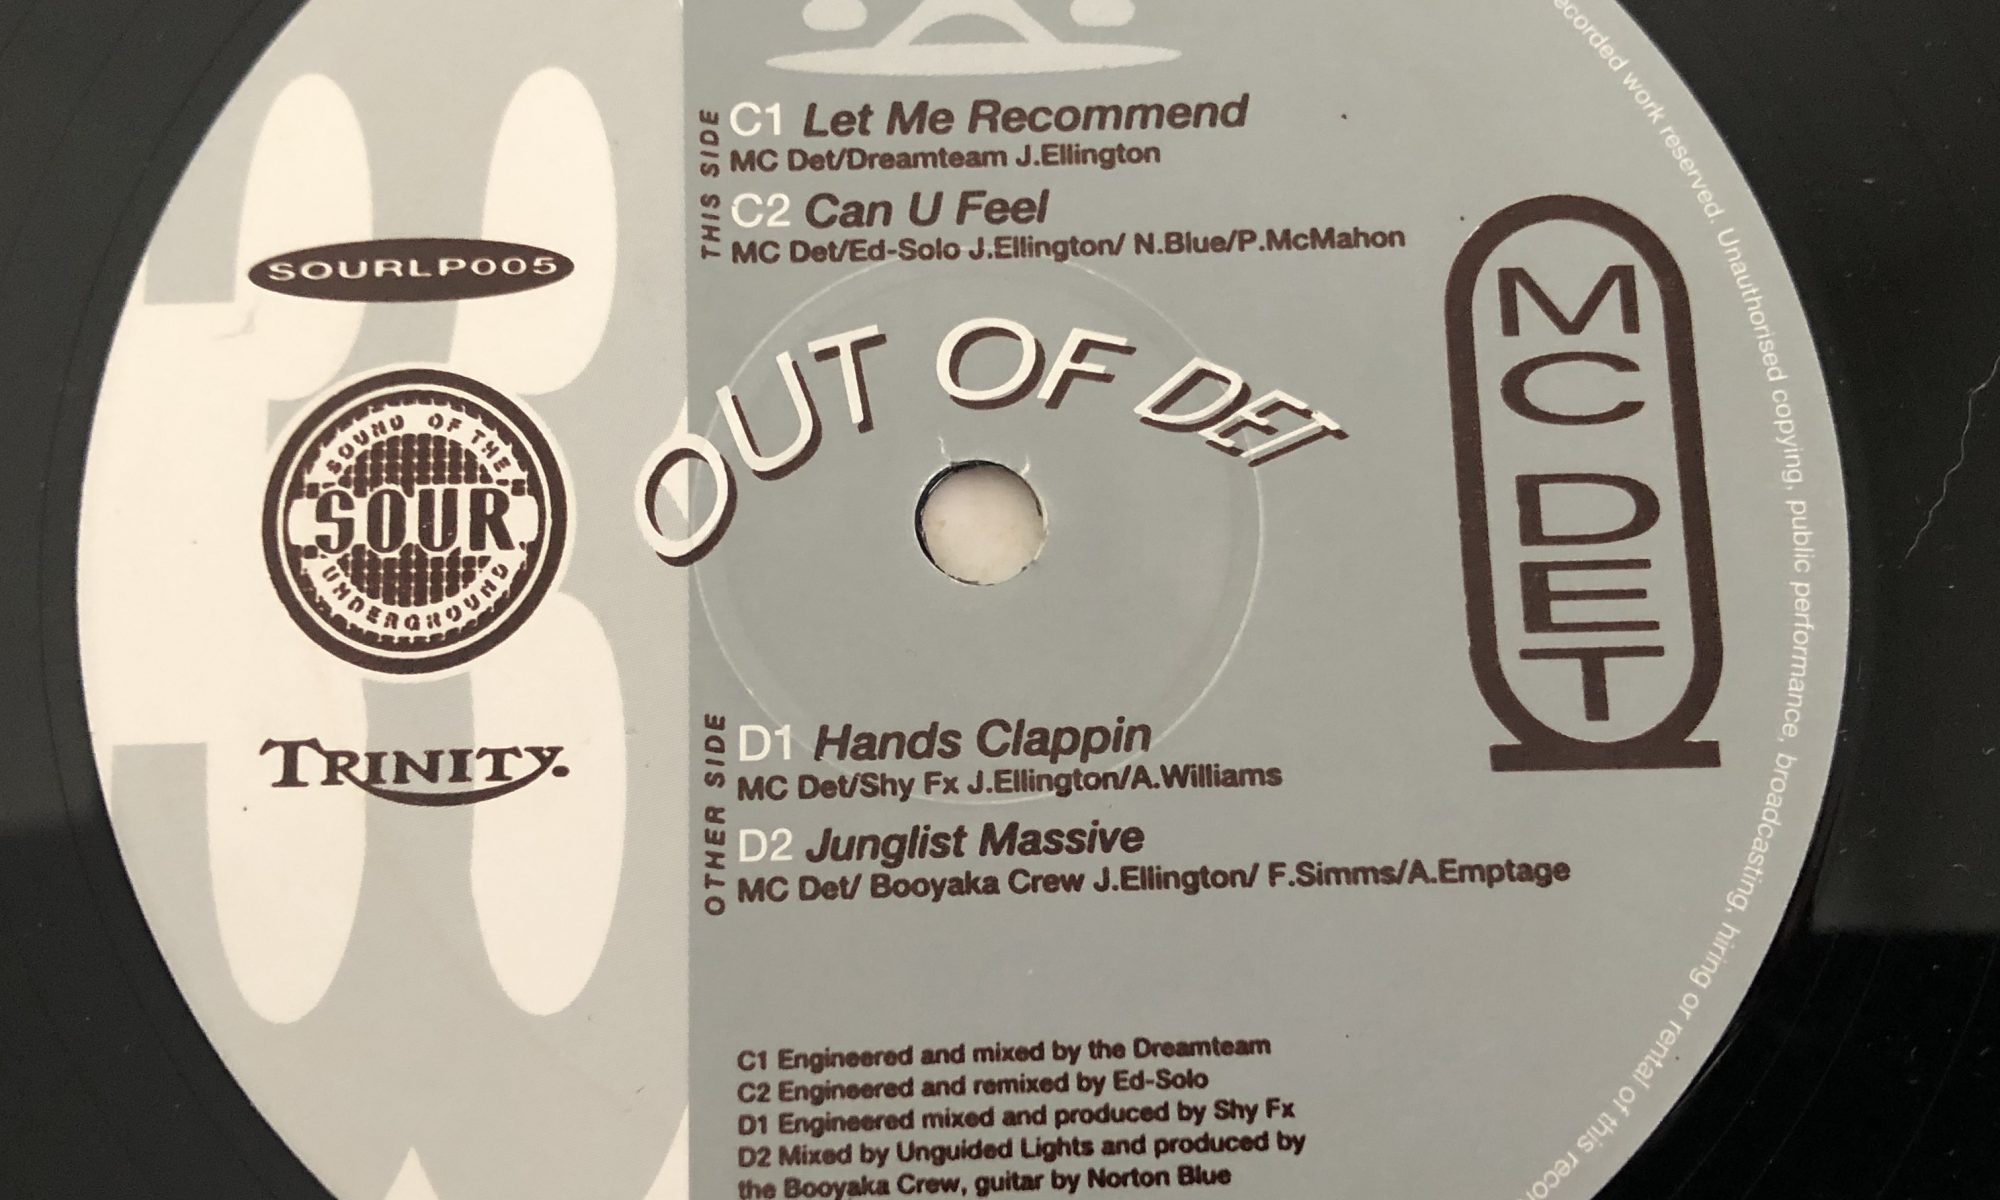 THIS SIDE
C1 Let Me Recommend
MC Det/Dreamteam J.Ellington
C2 Can U Feel
MC Det/Ed-Solo J.Ellington/ N.Blue/P.McMahon
SOURLP005
OUT OF DET
MC DET
SOUND OF THE
SOUR
UNDERGROUND
TRINITY.
OTHER SIDE
D1 Hands Clappin
MC Det/Shy Fx J.Ellington/A.Williams
D2 Junglist Massive
MC Det/ Booyaka Crew J.Ellington/ F.Simms/A.Emptage
C1 Engineered and mixed by the Dreamteam
C2 Engineered and remixed by Ed-Solo
D1 Engineered mixed and produced by Shy Fx
D2 Mixed by Unguided Lights and produced by
the Booyaka Crew, guitar by Norton Blue
work reserved. Unauthorised copying, public performance, broadcasting, hiring or rental of this